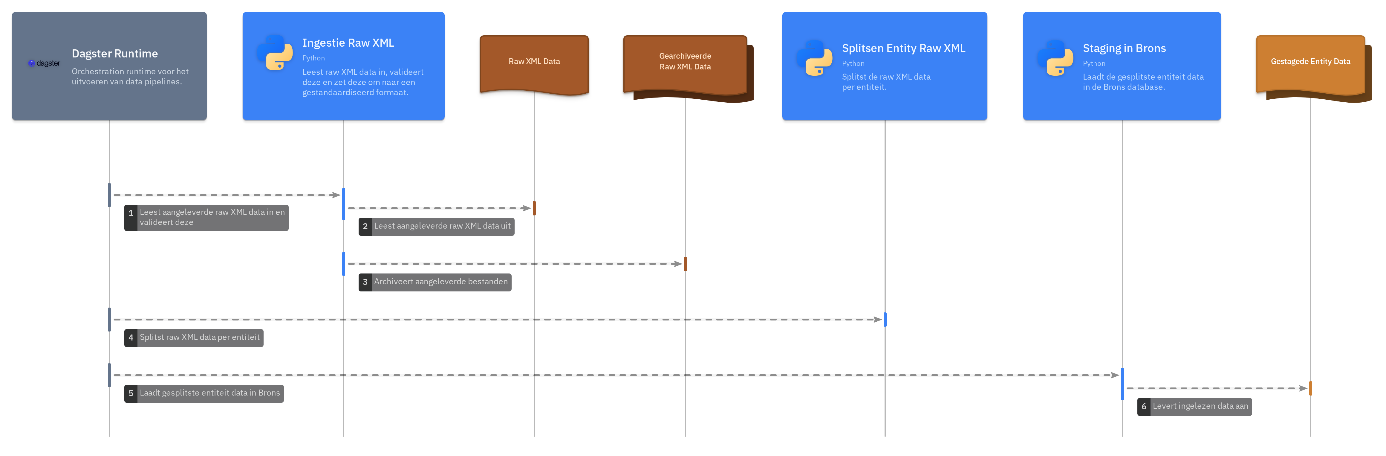 dagster
Dagster Runtime
Orchestration runtime voor het
uitvoeren van data pipelines.
Ingestie Raw XML
Python
Leest raw XML data in, valideert
deze en zet deze om naar een
gestandaardiseerd formaat.
Raw XML Data
Gearchiveerde
Raw XML Data
Splitsen Entity Raw XML
Python
Splitst de raw XML data
per entiteit.
Staging in Brons
Python
Laadt de gesplitste entiteit data
in de Brons database.
Gestagede Entity Data
1 Leest aangeleverde raw XML data in en
valideert deze
2 Leest aangeleverde raw XML data uit
3 Archiveert aangeleverde bestanden
4 Splitst raw XML data per entiteit
5 Laadt gesplitste entiteit data in Brons
6 Levert ingelezen data aan